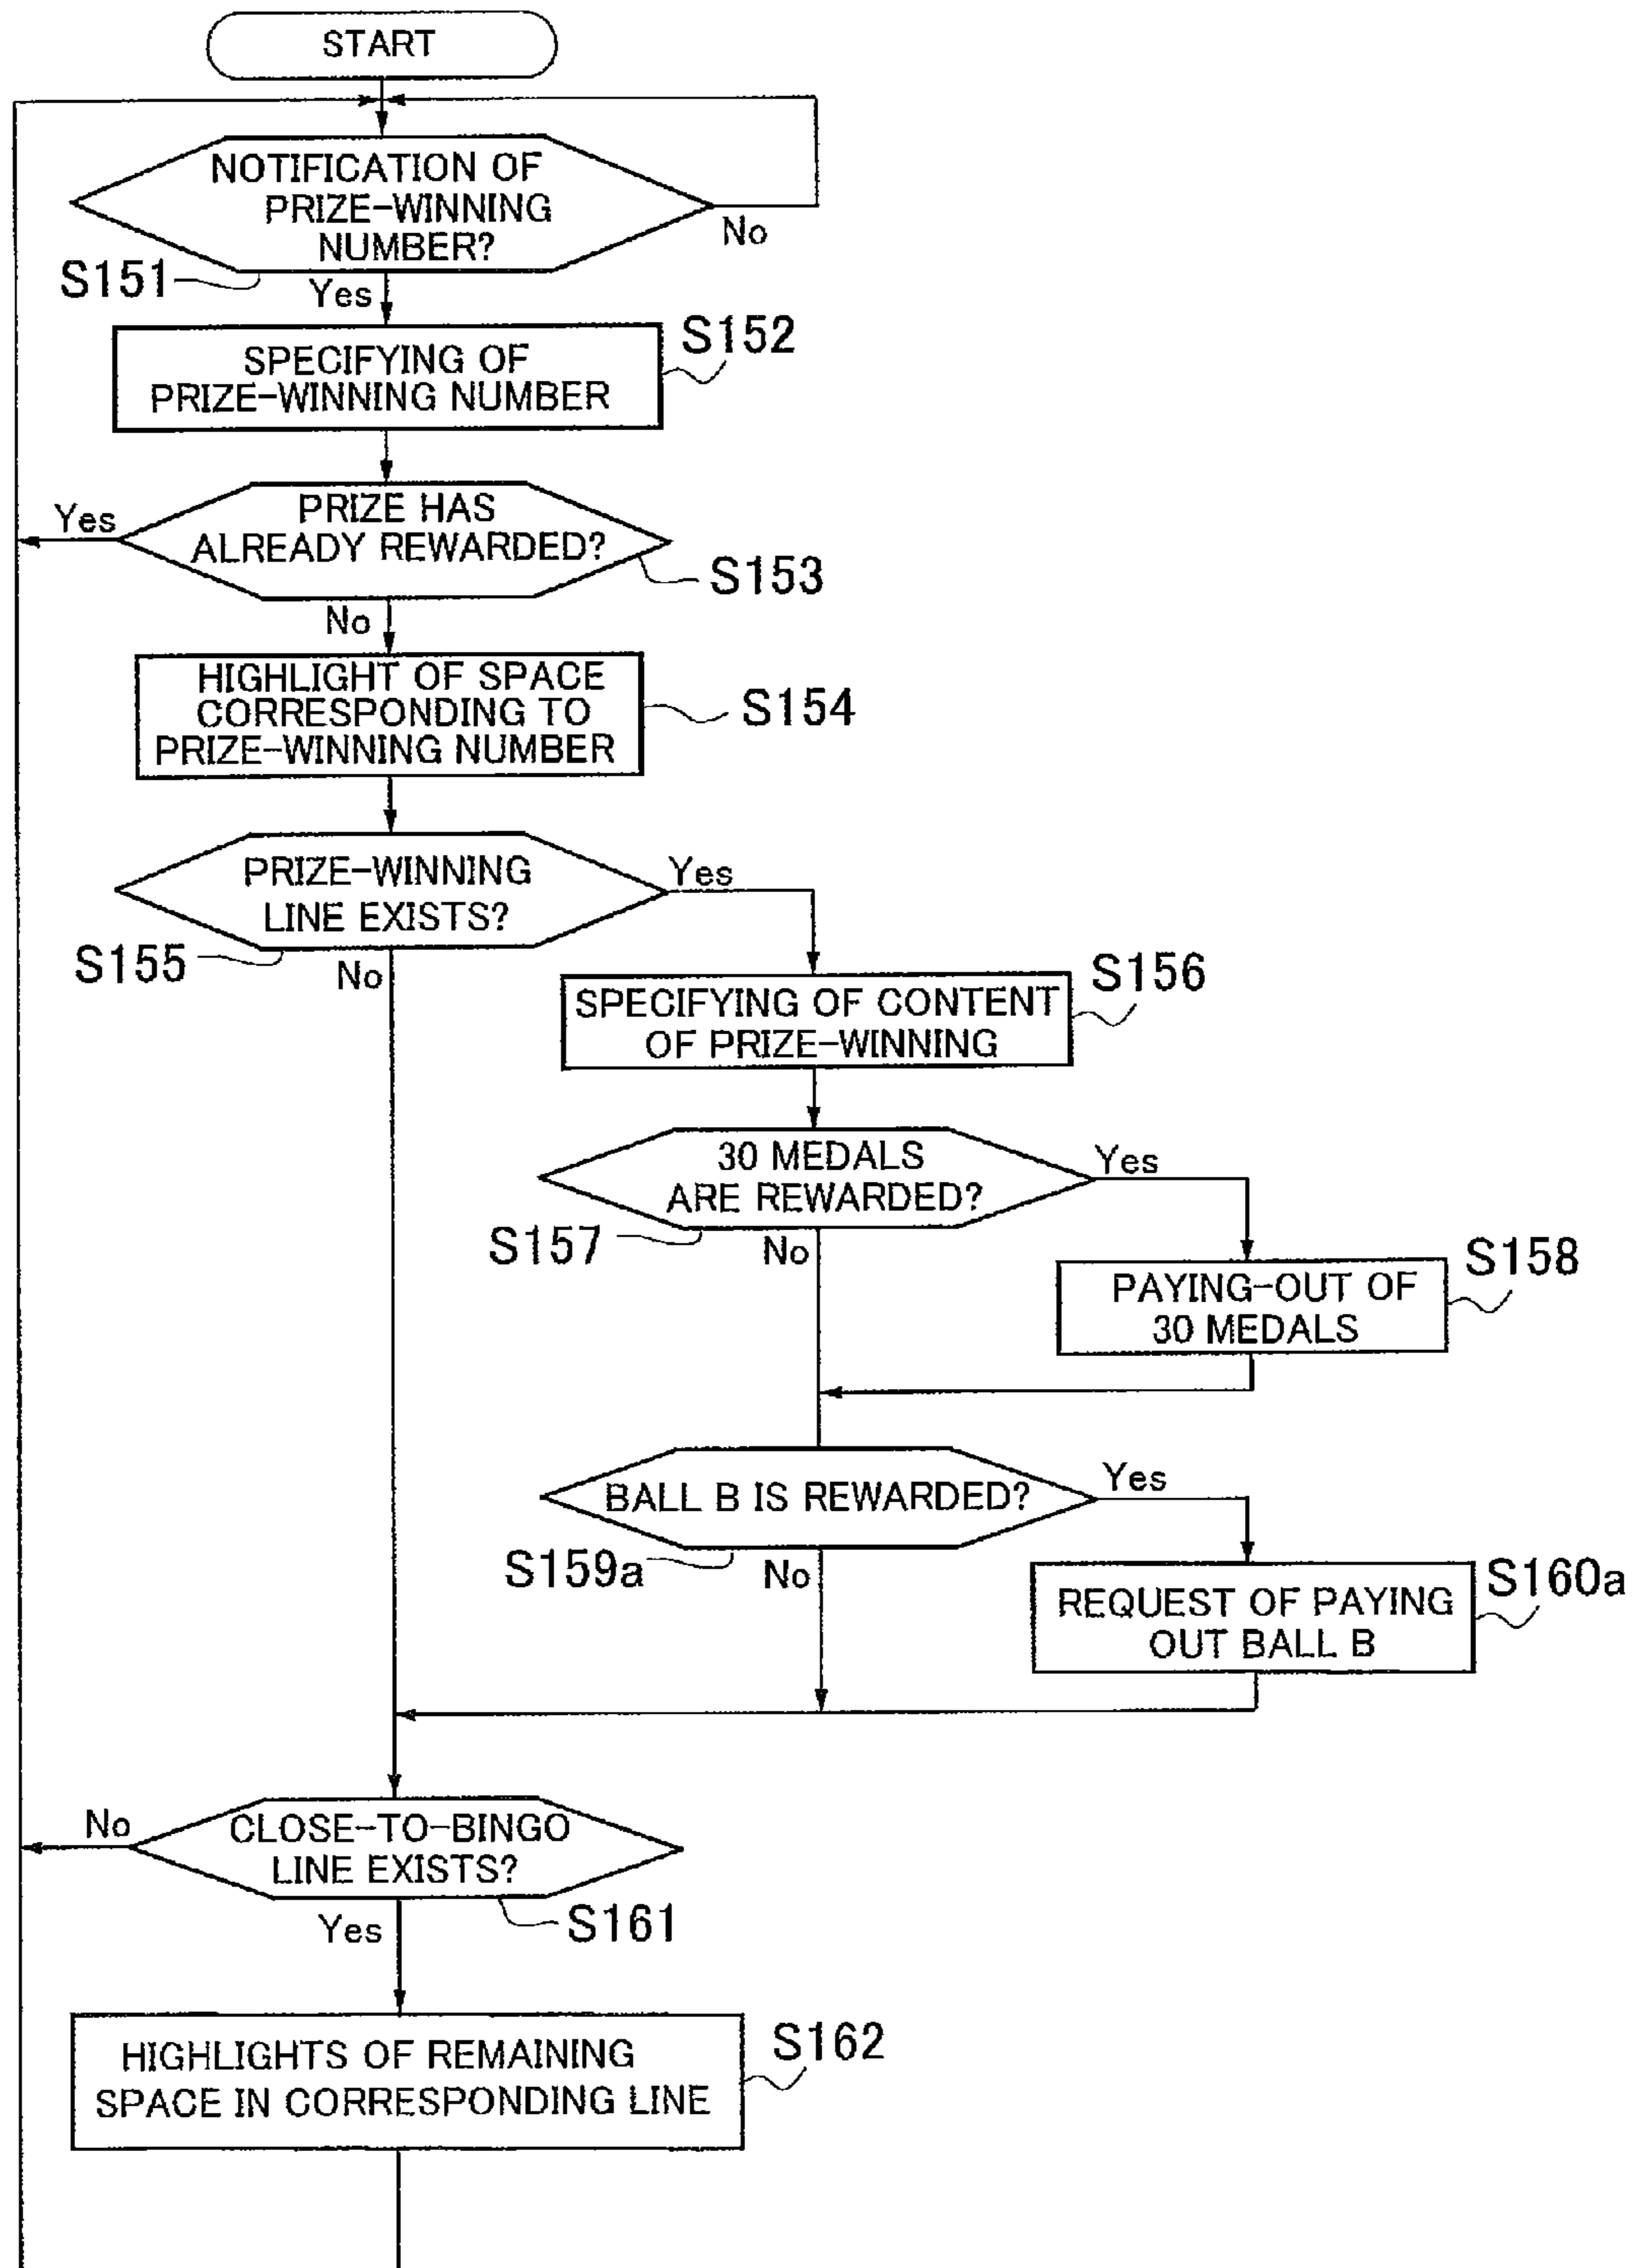 START
NOTIFICATION OF
PRIZE-WINNING
NUMBER?
No
S151
Yes
S152
SPECIFYING OF
PRIZE-WINNING NUMBER
PRIZE HAS
ALREADY REWARDED?
Yes
S153
No
HIGHLIGHT OF SPACE
CORRESPONDING TO
PRIZE-WINNING NUMBER
S154
PRIZE-WINNING
LINE EXISTS?
Yes
S155
No
S156
SPECIFYING OF CONTENT
OF PRIZE-WINNING
30 MEDALS
ARE REWARDED?
Yes
S157
No
S158
PAYING-OUT OF
30 MEDALS
BALL B IS REWARDED?
Yes
S159a
No
S160a
REQUEST OF PAYING
OUT BALL B
No
CLOSE-TO-BINGO
LINE EXISTS?
Yes
S161
S162
HIGHLIGHTS OF REMAINING
SPACE IN CORRESPONDING LINE